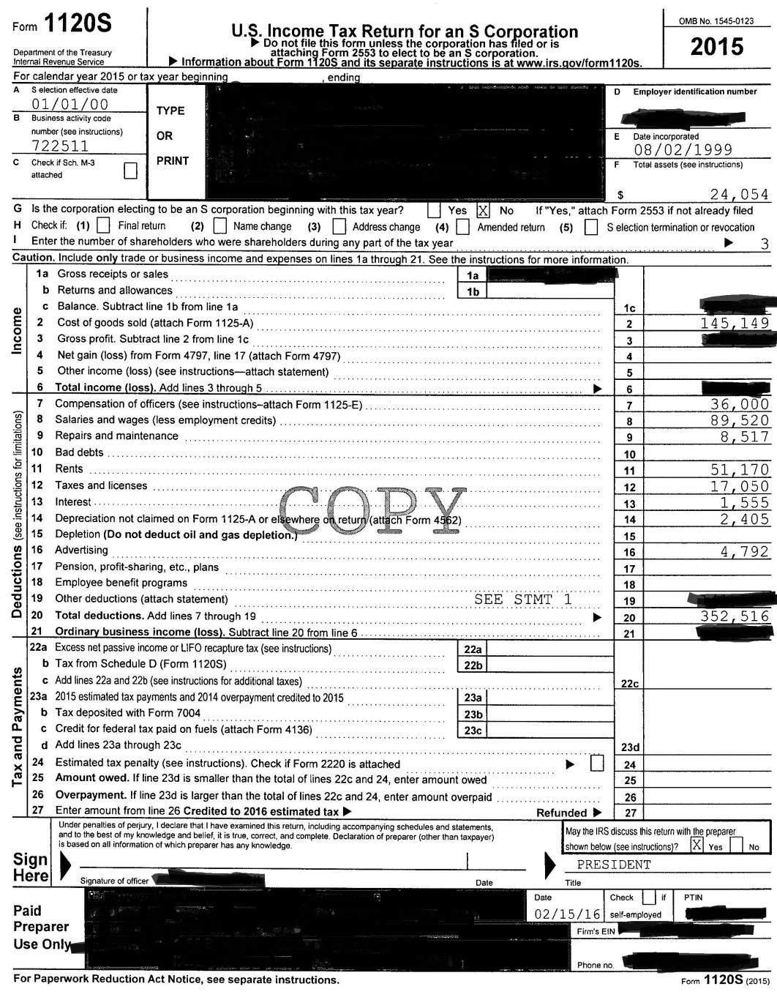 Form 1120S
Department of the Treasury
Internal Revenue Service
U.S. Income Tax Return for an S Corporation
▶ Do not file this form unless the corporation has filed or is
attaching Form 2553 to elect to be an S corporation.
▶ Information about Form 1120S and its separate instructions is at www.irs.gov/form1120s.
OMB No. 1545-0123
2015
For calendar year 2015 or tax year beginning , ending
A S election effective date
01/01/00
B Business activity code
number (see instructions)
722511
C Check if Sch. M-3
attached
TYPE
OR
PRINT
D Employer identification number
E Date incorporated
08/02/1999
F Total assets (see instructions)
$ 24,054
G Is the corporation electing to be an S corporation beginning with this tax year? Yes X No If "Yes," attach Form 2553 if not already filed
H Check if: (1) Final return (2) Name change (3) Address change (4) Amended return (5) S election termination or revocation
I Enter the number of shareholders who were shareholders during any part of the tax year ▶ 3
Caution. Include only trade or business income and expenses on lines 1a through 21. See the instructions for more information.
Income
1a Gross receipts or sales 1a
b Returns and allowances 1b
c Balance. Subtract line 1b from line 1a 1c
2 Cost of goods sold (attach Form 1125-A) 2 145,149
3 Gross profit. Subtract line 2 from line 1c 3
4 Net gain (loss) from Form 4797, line 17 (attach Form 4797) 4
5 Other income (loss) (see instructions—attach statement) 5
6 Total income (loss). Add lines 3 through 5 ▶ 6
Deductions (see instructions for limitations)
7 Compensation of officers (see instructions–attach Form 1125-E) 7 36,000
8 Salaries and wages (less employment credits) 8 89,520
9 Repairs and maintenance 9 8,517
10 Bad debts 10
11 Rents 11 51,170
12 Taxes and licenses 12 17,050
13 Interest 13 1,555
14 Depreciation not claimed on Form 1125-A or elsewhere on return (attach Form 4562) 14 2,405
COPY
15 Depletion (Do not deduct oil and gas depletion.) 15
16 Advertising 16 4,792
17 Pension, profit-sharing, etc., plans 17
18 Employee benefit programs 18
19 Other deductions (attach statement) SEE STMT 1 19
20 Total deductions. Add lines 7 through 19 ▶ 20 352,516
21 Ordinary business income (loss). Subtract line 20 from line 6 21
Tax and Payments
22a Excess net passive income or LIFO recapture tax (see instructions) 22a
b Tax from Schedule D (Form 1120S) 22b
c Add lines 22a and 22b (see instructions for additional taxes) 22c
23a 2015 estimated tax payments and 2014 overpayment credited to 2015 23a
b Tax deposited with Form 7004 23b
c Credit for federal tax paid on fuels (attach Form 4136) 23c
d Add lines 23a through 23c 23d
24 Estimated tax penalty (see instructions). Check if Form 2220 is attached ▶ 24
25 Amount owed. If line 23d is smaller than the total of lines 22c and 24, enter amount owed 25
26 Overpayment. If line 23d is larger than the total of lines 22c and 24, enter amount overpaid 26
27 Enter amount from line 26 Credited to 2016 estimated tax ▶ Refunded ▶ 27
Sign
Here
Under penalties of perjury, I declare that I have examined this return, including accompanying schedules and statements,
and to the best of my knowledge and belief, it is true, correct, and complete. Declaration of preparer (other than taxpayer)
is based on all information of which preparer has any knowledge.
May the IRS discuss this return with the preparer
shown below (see instructions)? X Yes No
PRESIDENT
Signature of officer Date Title
Paid
Preparer
Use Only
Date
02/15/16
Check if
self-employed
PTIN
Firm's EIN
Phone no.
For Paperwork Reduction Act Notice, see separate instructions.
Form 1120S (2015)